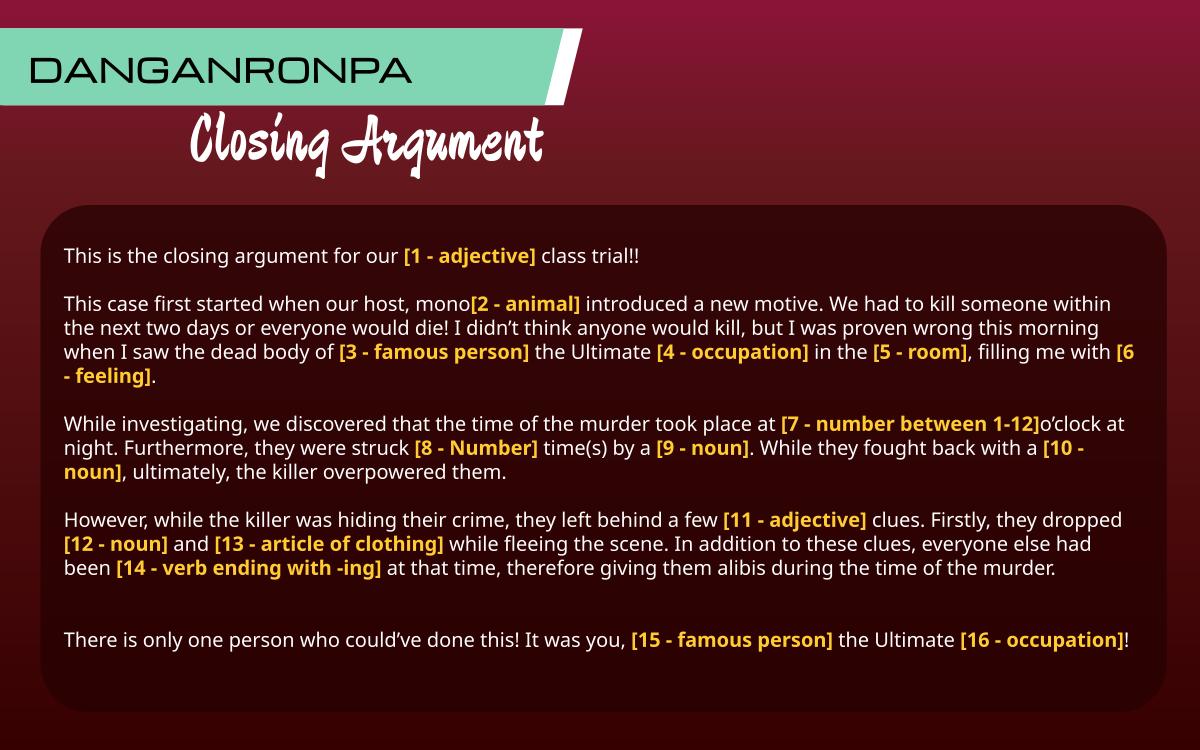 DANGANRONPA
Closing Argument
This is the closing argument for our [1 - adjective] class trial!!
This case first started when our host, mono[2 - animal] introduced a new motive. We had to kill someone within
the next two days or everyone would die! I didn’t think anyone would kill, but I was proven wrong this morning
when I saw the dead body of [3 - famous person] the Ultimate [4 - occupation] in the [5 - room], filling me with [6
- feeling].
While investigating, we discovered that the time of the murder took place at [7 - number between 1-12]o’clock at
night. Furthermore, they were struck [8 - Number] time(s) by a [9 - noun]. While they fought back with a [10 -
noun], ultimately, the killer overpowered them.
However, while the killer was hiding their crime, they left behind a few [11 - adjective] clues. Firstly, they dropped
[12 - noun] and [13 - article of clothing] while fleeing the scene. In addition to these clues, everyone else had
been [14 - verb ending with -ing] at that time, therefore giving them alibis during the time of the murder.
There is only one person who could’ve done this! It was you, [15 - famous person] the Ultimate [16 - occupation]!